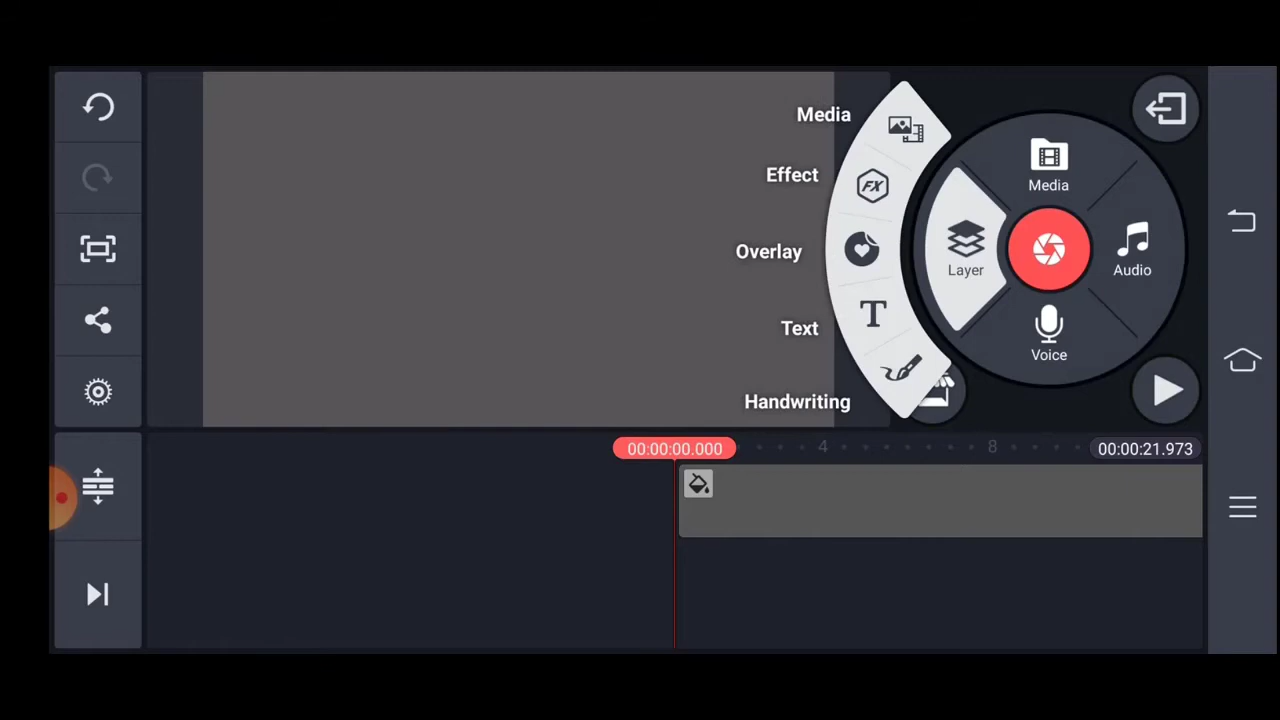 Media
Effect
Overlay
Text
Handwriting
FX
T
Media
Layer
Audio
Voice
00:00:00.000
4
8
00:00:21.973